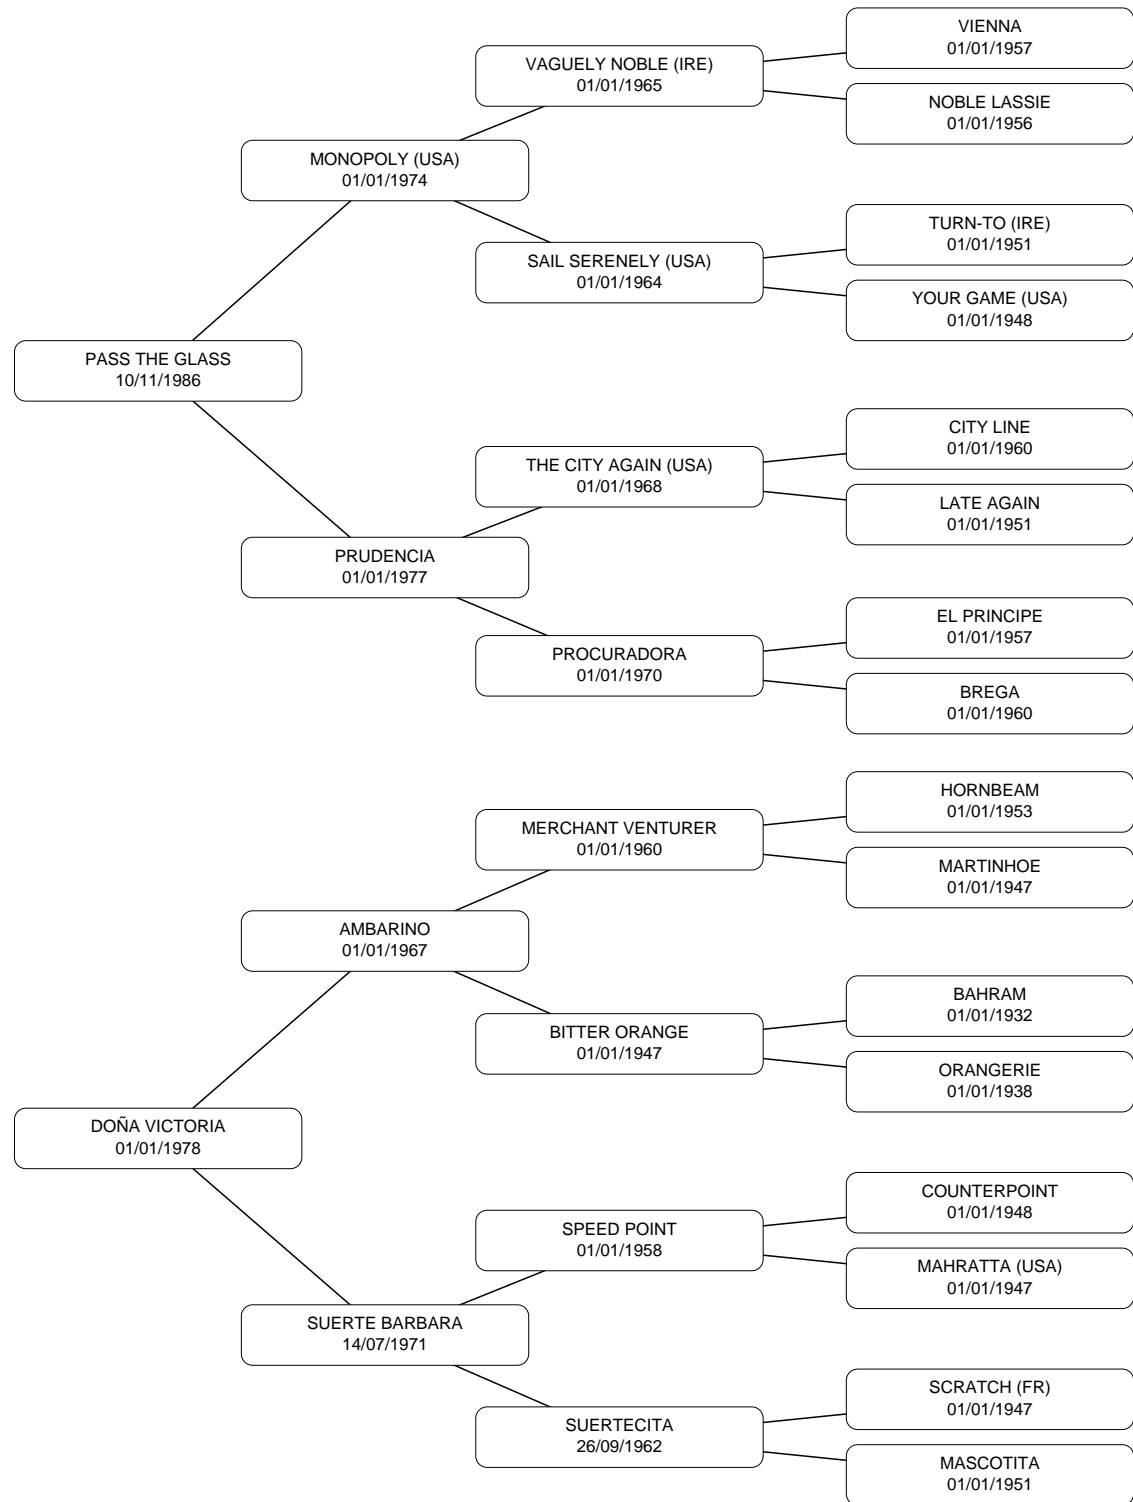 VIENNA
01/01/1957
VAGUELY NOBLE (IRE)
01/01/1965
NOBLE LASSIE
01/01/1956
MONOPOLY (USA)
01/01/1974
TURN-TO (IRE)
01/01/1951
SAIL SERENELY (USA)
01/01/1964
YOUR GAME (USA)
01/01/1948
PASS THE GLASS
10/11/1986
CITY LINE
01/01/1960
THE CITY AGAIN (USA)
01/01/1968
LATE AGAIN
01/01/1951
PRUDENCIA
01/01/1977
EL PRINCIPE
01/01/1957
PROCURADORA
01/01/1970
BREGA
01/01/1960
HORNBEAM
01/01/1953
MERCHANT VENTURER
01/01/1960
MARTINHOE
01/01/1947
AMBARINO
01/01/1967
BAHRAM
01/01/1932
BITTER ORANGE
01/01/1947
ORANGERIE
01/01/1938
DOÑA VICTORIA
01/01/1978
COUNTERPOINT
01/01/1948
SPEED POINT
01/01/1958
MAHRATTA (USA)
01/01/1947
SUERTE BARBARA
14/07/1971
SCRATCH (FR)
01/01/1947
SUERTECITA
26/09/1962
MASCOTITA
01/01/1951